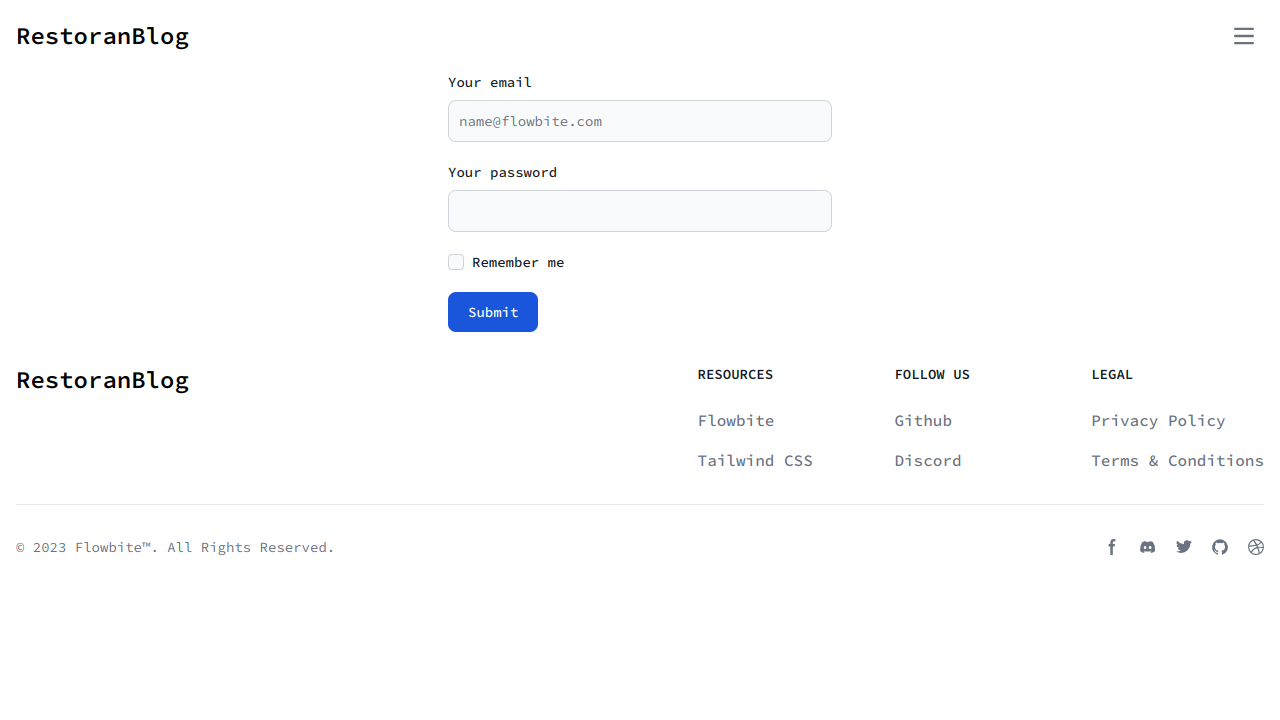 RestoranBlog
Your email
name@flowbite.com
Your password
Remember me
Submit
RestoranBlog
RESOURCES
Flowbite
Tailwind CSS
FOLLOW US
Github
Discord
LEGAL
Privacy Policy
Terms & Conditions
© 2023 Flowbite™. All Rights Reserved.